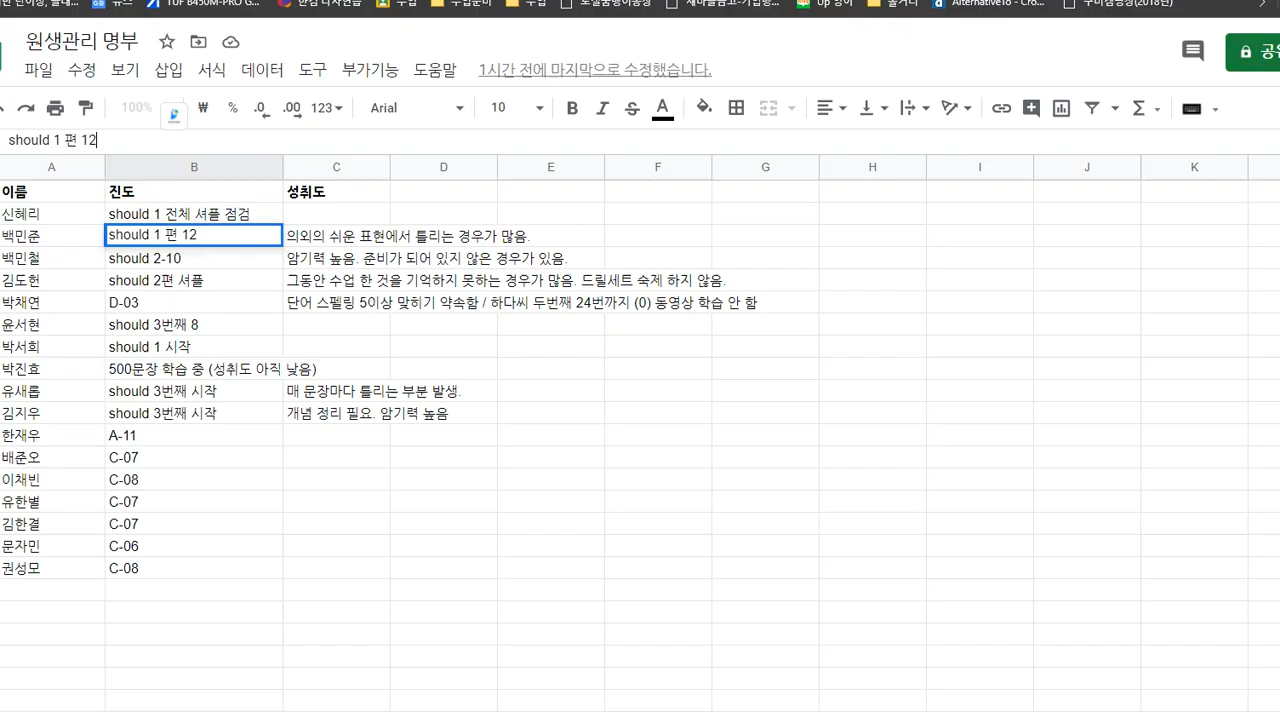 뉴스
TUF B450M-PRO G...
수업
수업
Up 영어
AlternativeTo - Cro...
원생관리 명부
파일 수정 보기 삽입 서식 데이터 도구 부가기능 도움말 1시간 전에 마지막으로 수정했습니다.
100% ₩ % .0 .00 123 Arial 10 B I S A Σ
should 1 편 12
A B C D E F G H I J K
이름 진도 성취도
신혜리 should 1 전체 셔플 점검
백민준 should 1 편 12 의외의 쉬운 표현에서 틀리는 경우가 많음.
백민철 should 2-10 암기력 높음. 준비가 되어 있지 않은 경우가 있음.
김도헌 should 2편 셔플 그동안 수업 한 것을 기억하지 못하는 경우가 많음. 드릴세트 숙제 하지 않음.
박채연 D-03 단어 스펠링 5이상 맞히기 약속함 / 하다씨 두번째 24번까지 (0) 동영상 학습 안 함
윤서현 should 3번째 8
박서희 should 1 시작
박진효 500문장 학습 중 (성취도 아직 낮음)
유새롭 should 3번째 시작 매 문장마다 틀리는 부분 발생.
김지우 should 3번째 시작 개념 정리 필요. 암기력 높음
한재우 A-11
배준오 C-07
이채빈 C-08
유한별 C-07
김한결 C-07
문자민 C-06
권성모 C-08